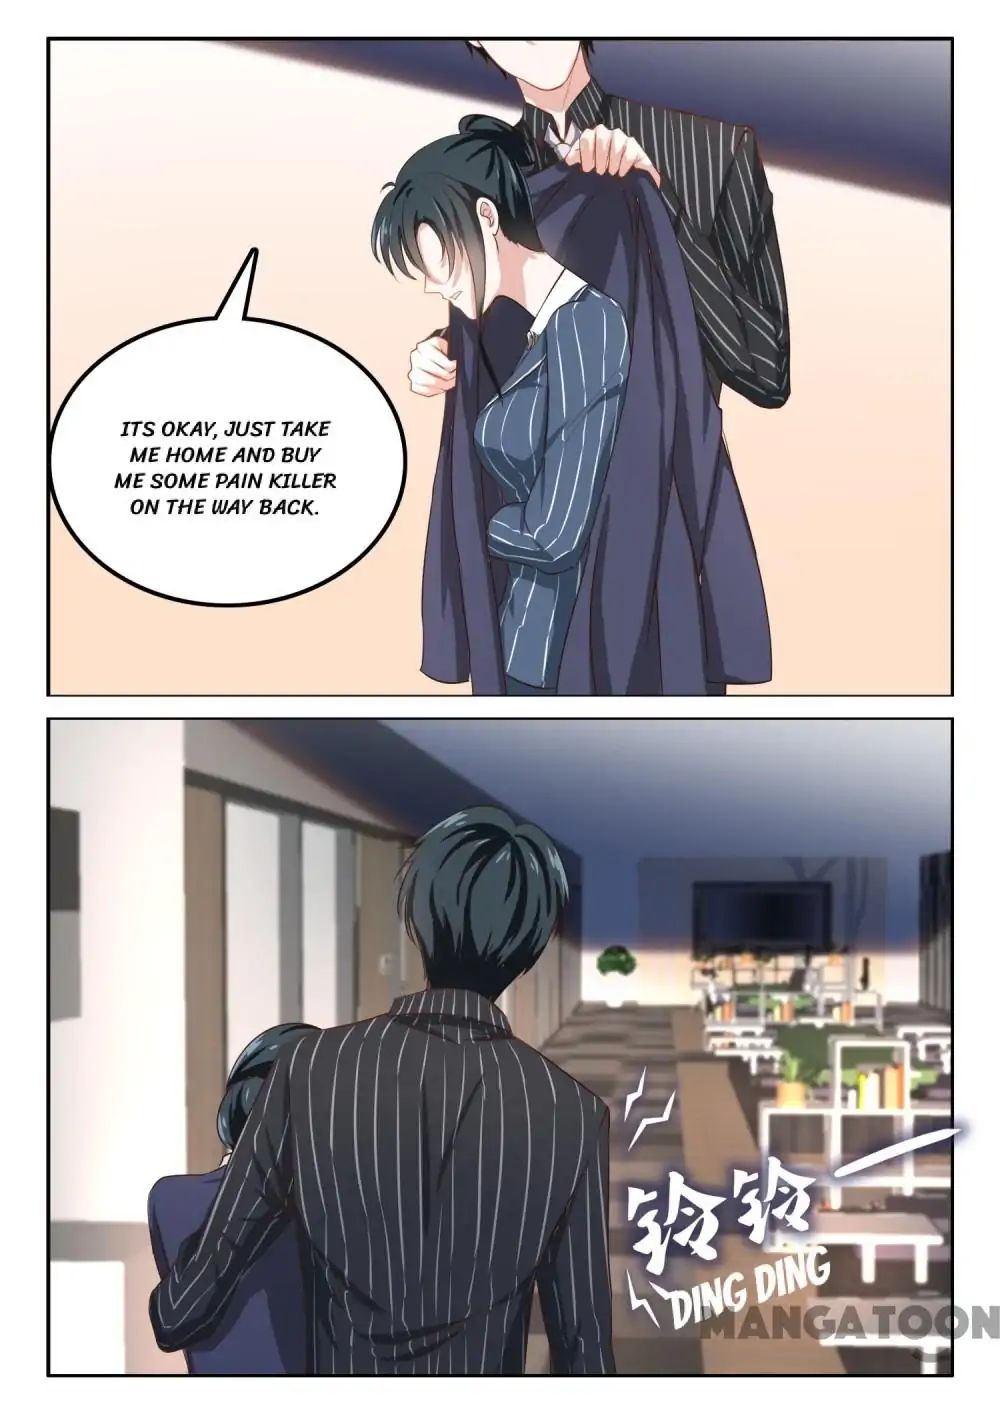 ITS OKAY, JUST TAKE
ME HOME AND BUY
ME SOME PAIN KILLER
ON THE WAY BACK.
铃铃一
DING DING
MANGATOON